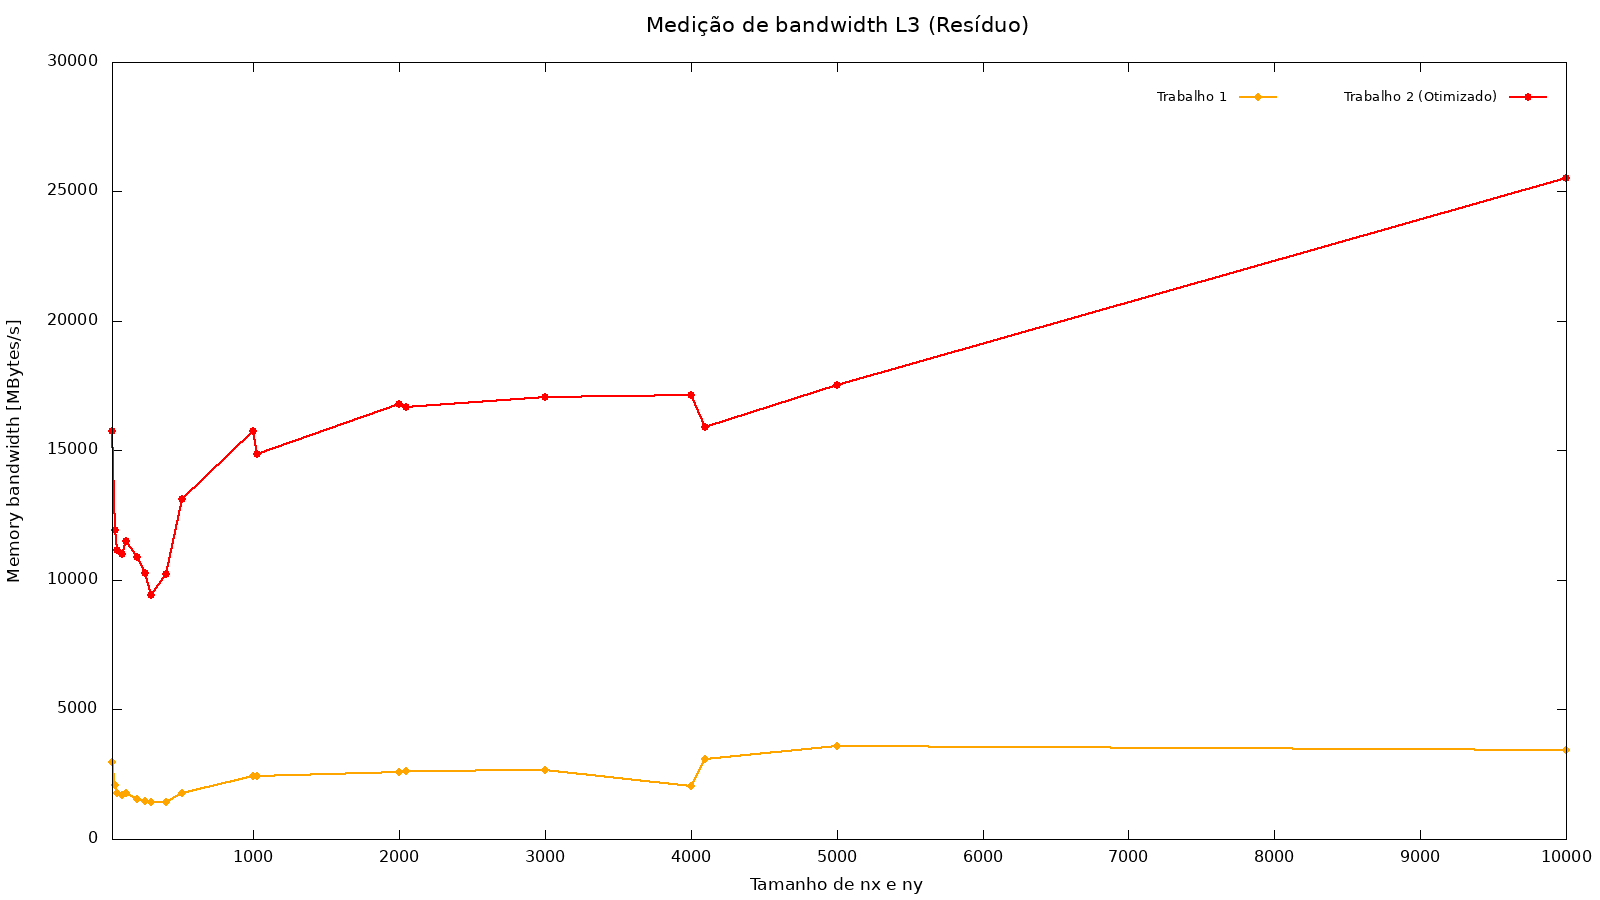 Medição de bandwidth L3 (Resíduo)
Trabalho 1
Trabalho 2 (Otimizado)
30000
25000
20000
15000
10000
5000
0
Memory bandwidth [MBytes/s]
1000 2000 3000 4000 5000 6000 7000 8000 9000 10000
Tamanho de nx e ny